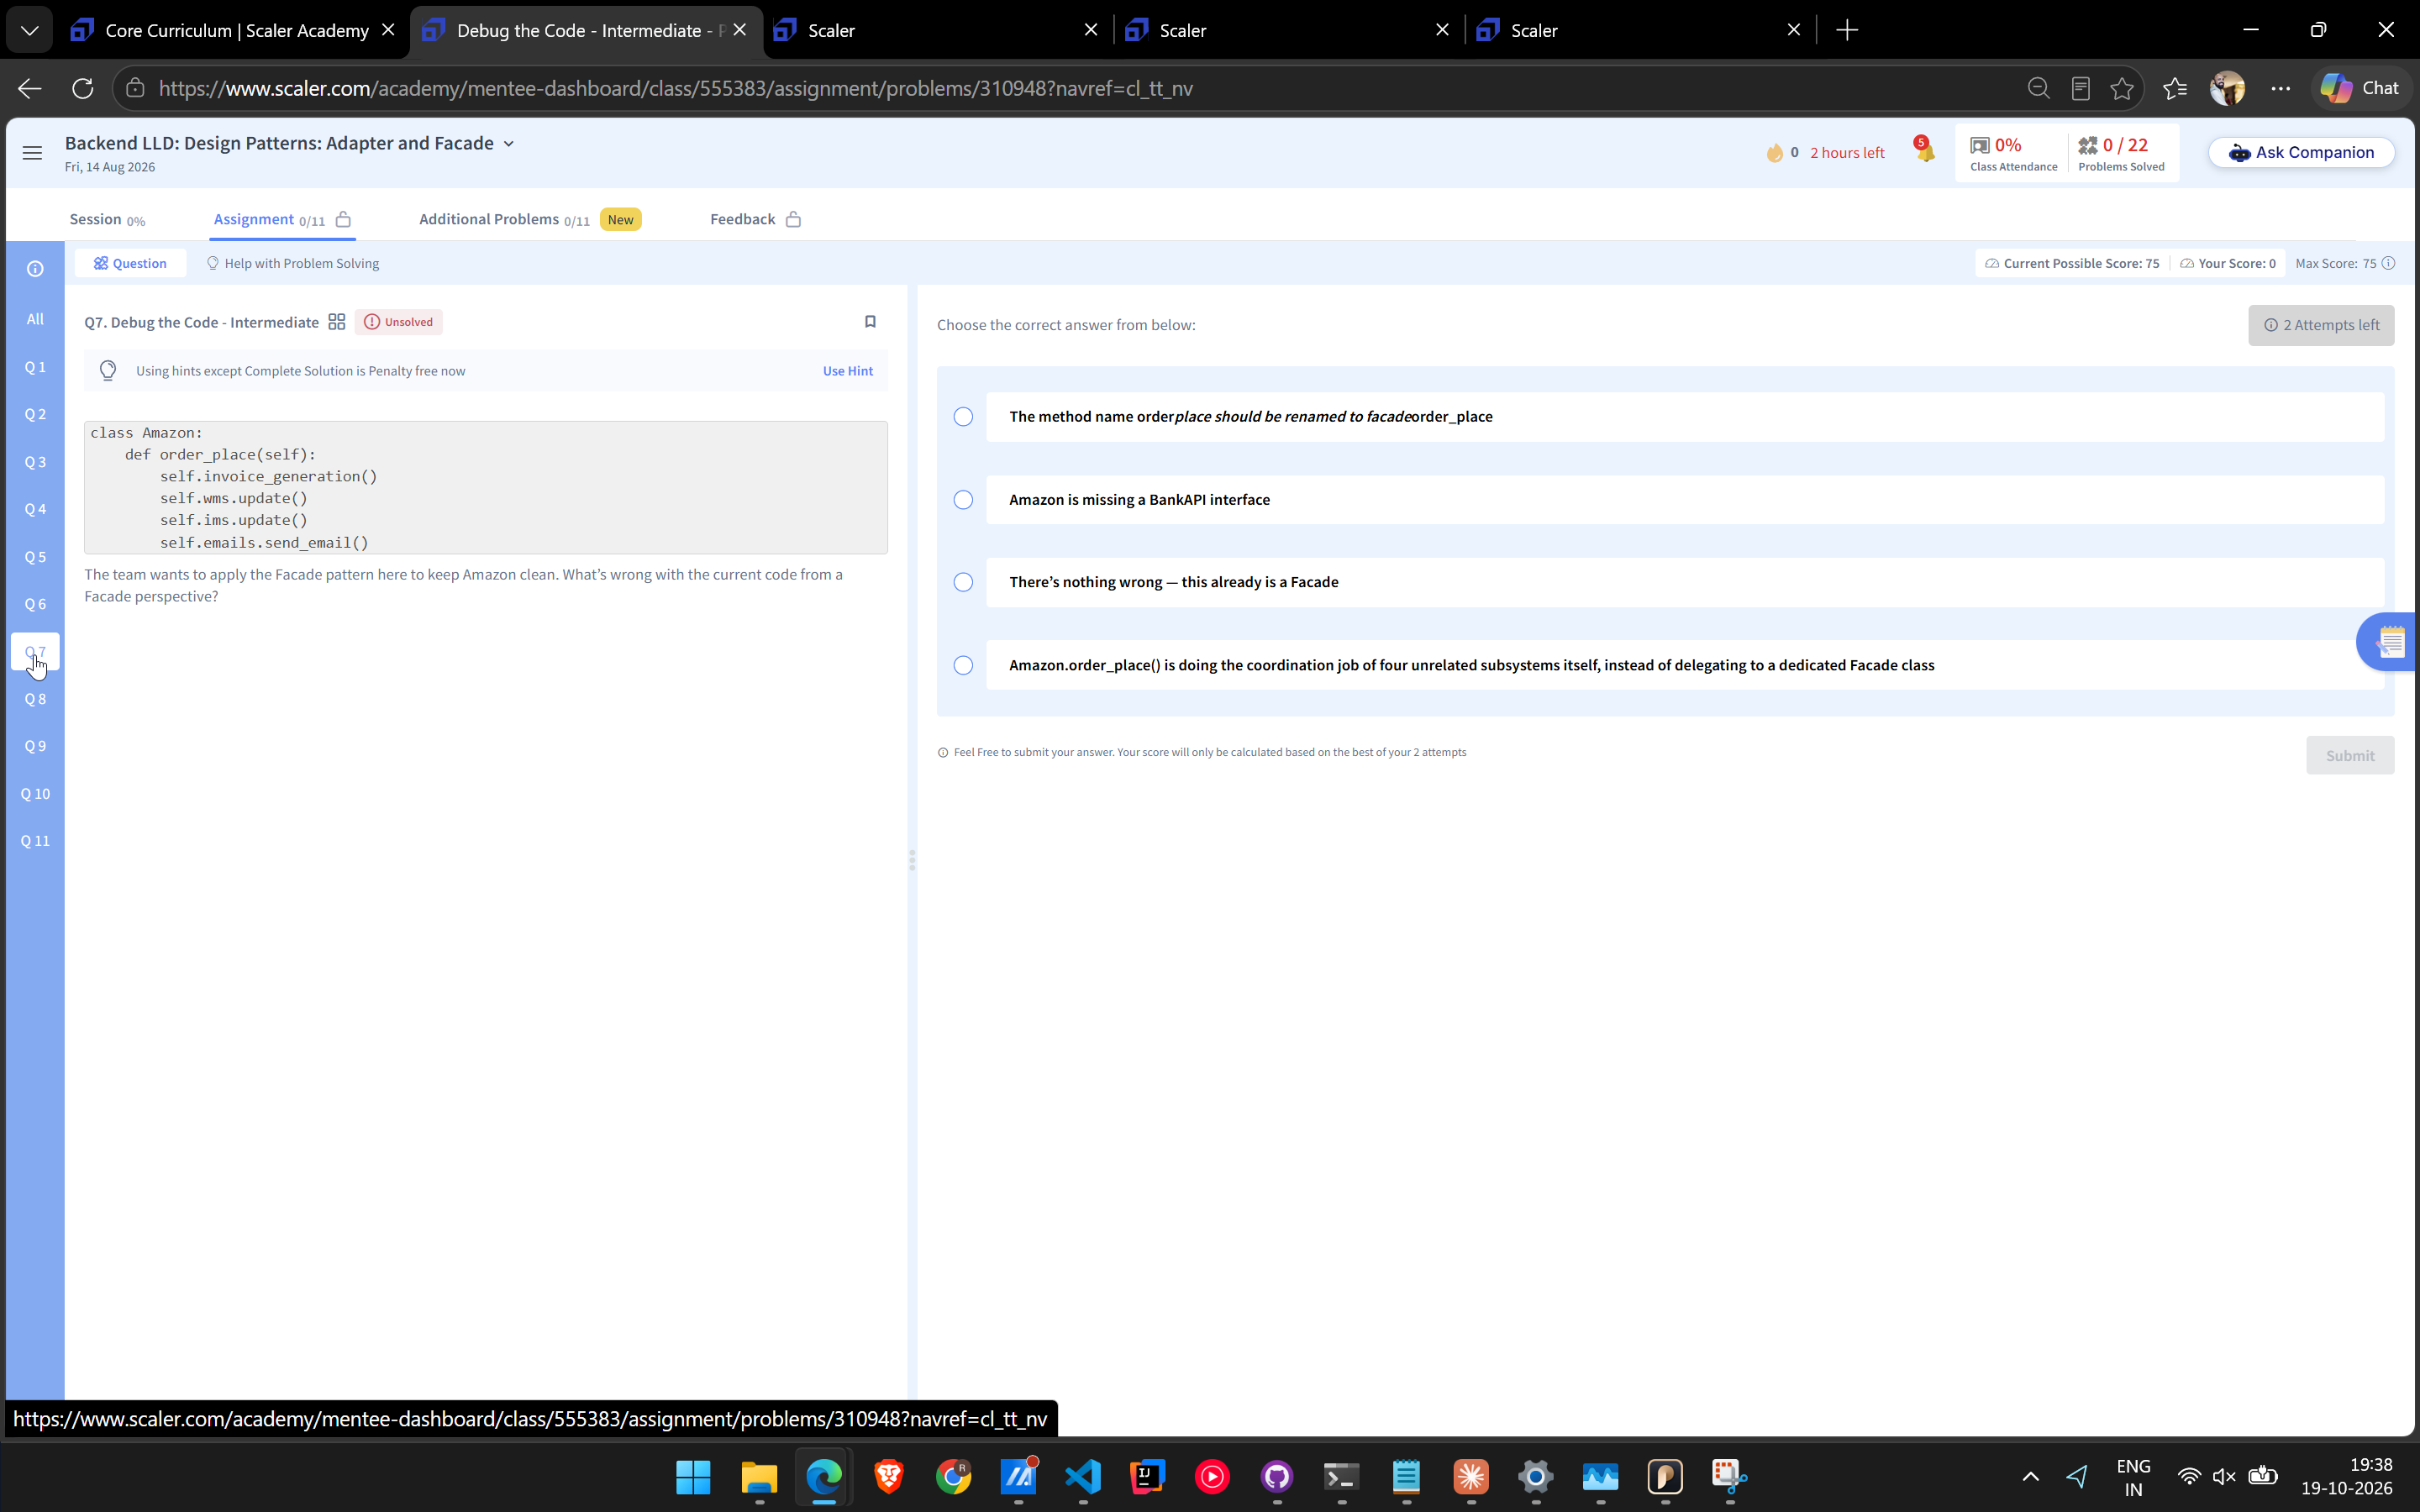 Core Curriculum | Scaler Academy
Debug the Code - Intermediate - P
Scaler
Scaler
Scaler
https://www.scaler.com/academy/mentee-dashboard/class/555383/assignment/problems/310948?navref=cl_tt_nv
Chat
Backend LLD: Design Patterns: Adapter and Facade
Fri, 14 Aug 2026
0 2 hours left
5
0%
Class Attendance
0 / 22
Problems Solved
Ask Companion
Session 0%
Assignment 0/11
Additional Problems 0/11 New
Feedback
Question
Help with Problem Solving
Current Possible Score: 75
Your Score: 0
Max Score: 75
All
Q 1
Q 2
Q 3
Q 4
Q 5
Q 6
Q 7
Q 8
Q 9
Q 10
Q 11
Q7. Debug the Code - Intermediate
Unsolved
Using hints except Complete Solution is Penalty free now
Use Hint
class Amazon:
    def order_place(self):
        self.invoice_generation()
        self.wms.update()
        self.ims.update()
        self.emails.send_email()
The team wants to apply the Facade pattern here to keep Amazon clean. What’s wrong with the current code from a
Facade perspective?
Choose the correct answer from below:
2 Attempts left
The method name orderplace should be renamed to facadeorder_place
Amazon is missing a BankAPI interface
There’s nothing wrong — this already is a Facade
Amazon.order_place() is doing the coordination job of four unrelated subsystems itself, instead of delegating to a dedicated Facade class
Feel Free to submit your answer. Your score will only be calculated based on the best of your 2 attempts
Submit
https://www.scaler.com/academy/mentee-dashboard/class/555383/assignment/problems/310948?navref=cl_tt_nv
R
IJ
ENG
IN
19:38
19-10-2026